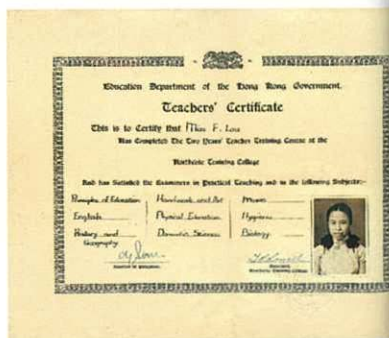 Education Department of the Hong Kong Government.
Teachers' Certificate
This is to Certify that Miss F. Lou
Has Completed The Two Years' Teacher Training Course at the
Northcote Training College
And has Satisfied the Examiners in Practical Teaching and in the following Subjects:-
Principles of Education Handwork and Art Music
English Physical Education Hygiene
History and Geography Domestic Science Biology